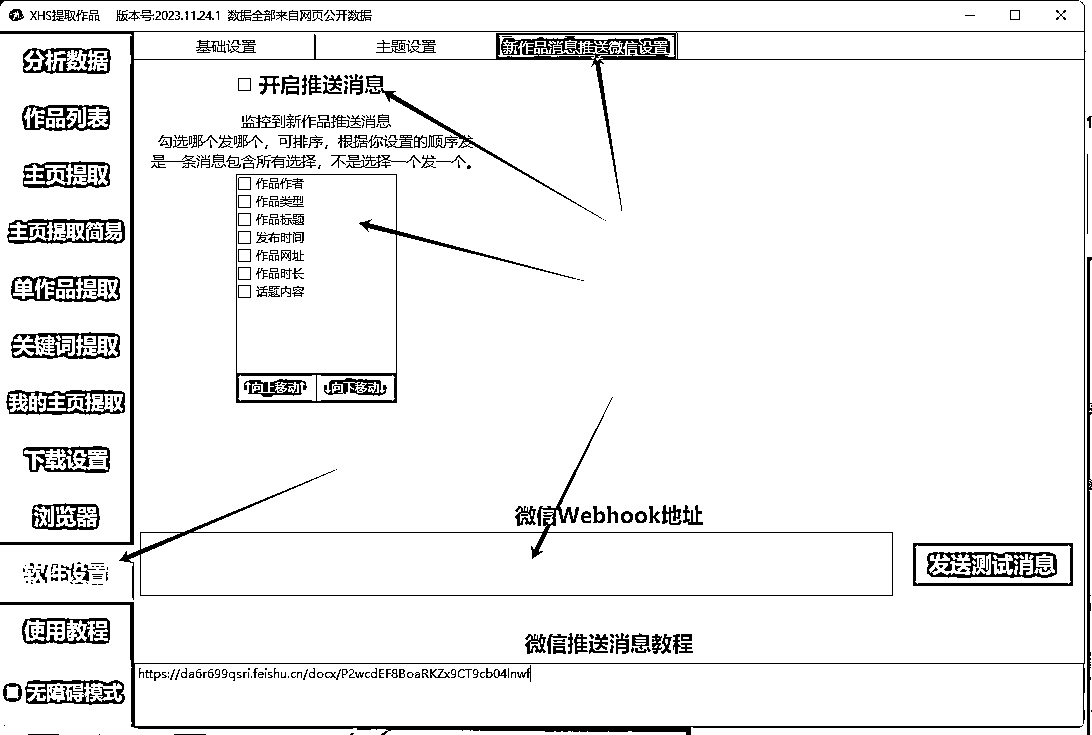 XHS提取作品 版本号:2023.11.24.1 数据全部来自网页公开数据
分析数据
作品列表
主页提取
主页提取简易
单作品提取
关键词提取
我的主页提取
下载设置
浏览器
软件设置
使用教程
无障碍模式
基础设置 主题设置 新作品消息推送微信设置
开启推送消息
监控到新作品推送消息
勾选哪个发哪个，可排序，根据你设置的顺序发
是一条消息包含所有选择，不是选择一个发一个。
作品作者
作品类型
作品标题
发布时间
作品网址
作品时长
话题内容
向上移动 向下移动
微信Webhook地址
发送测试消息
微信推送消息教程
https://da6r699qsri.feishu.cn/docx/P2wcdEF8BoaRKZx9CT9cb04lnwf